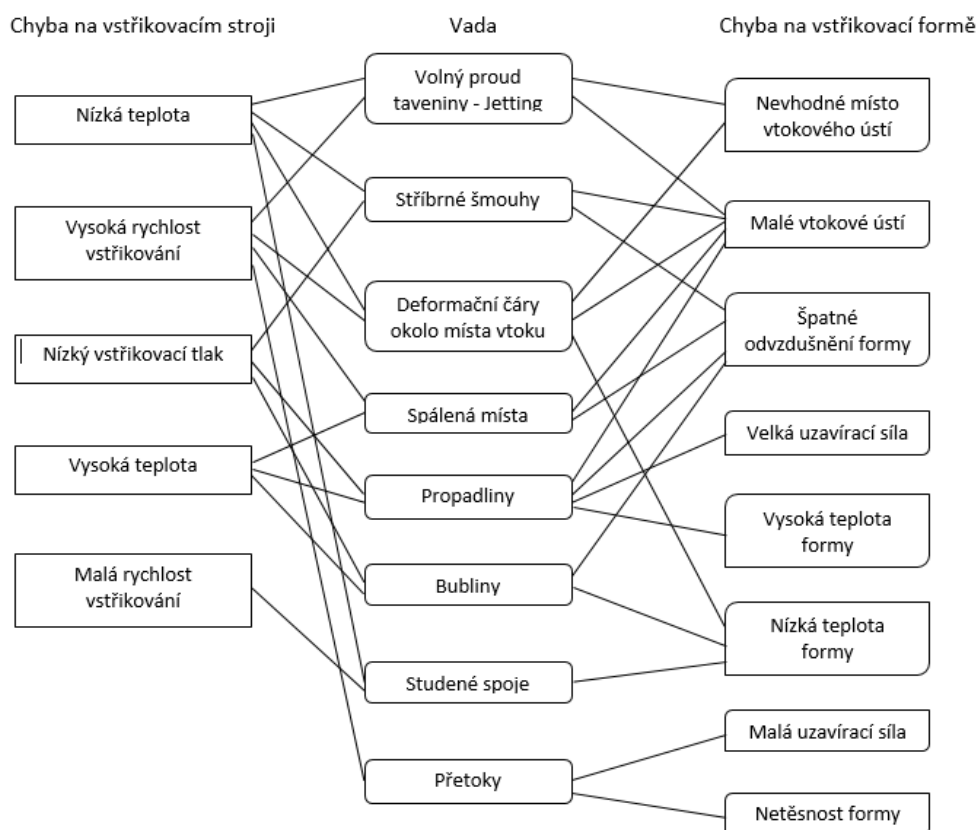 Chyba na vstřikovacím stroji
Vada
Chyba na vstřikovací formě
Nízká teplota
Vysoká rychlost
vstřikování
Nízký vstřikovací tlak
Vysoká teplota
Malá rychlost
vstřikování
Volný proud
taveniny - Jetting
Stříbrné šmouhy
Deformační čáry
okolo místa vtoku
Spálená místa
Propadliny
Bubliny
Studené spoje
Přetoky
Nevhodné místo
vtokového ústí
Malé vtokové ústí
Špatné
odvzdušnění formy
Velká uzavírací síla
Vysoká teplota
formy
Nízká teplota
formy
Malá uzavírací síla
Netěsnost formy